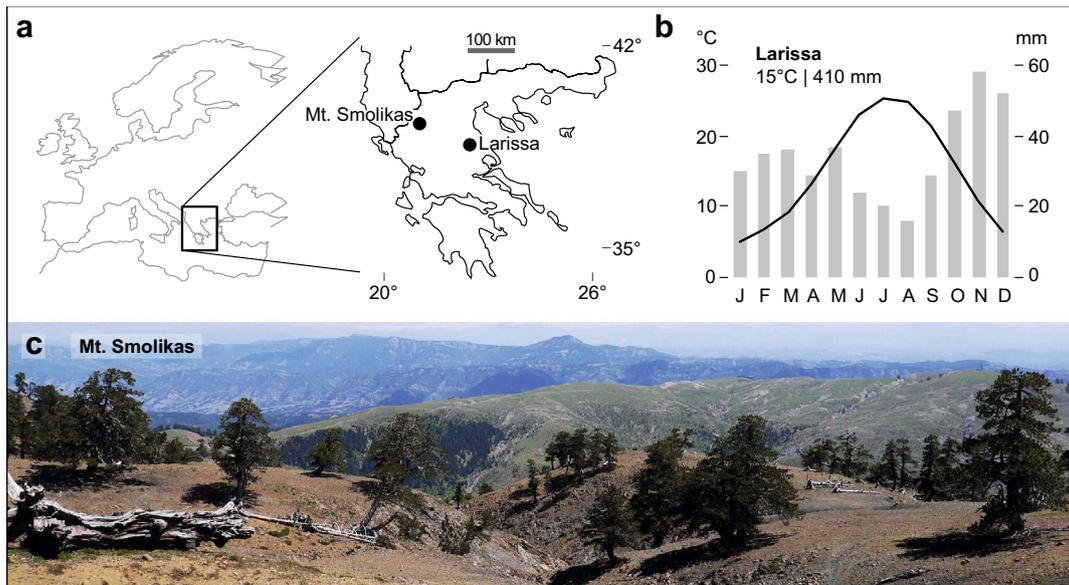 a
100 km
42°
Mt. Smolikas
Larissa
35°
20°
26°
b
°C
mm
Larissa
15°C | 410 mm
30
60
20
40
10
20
0
0
J F M A M J J A S O N D
c
Mt. Smolikas